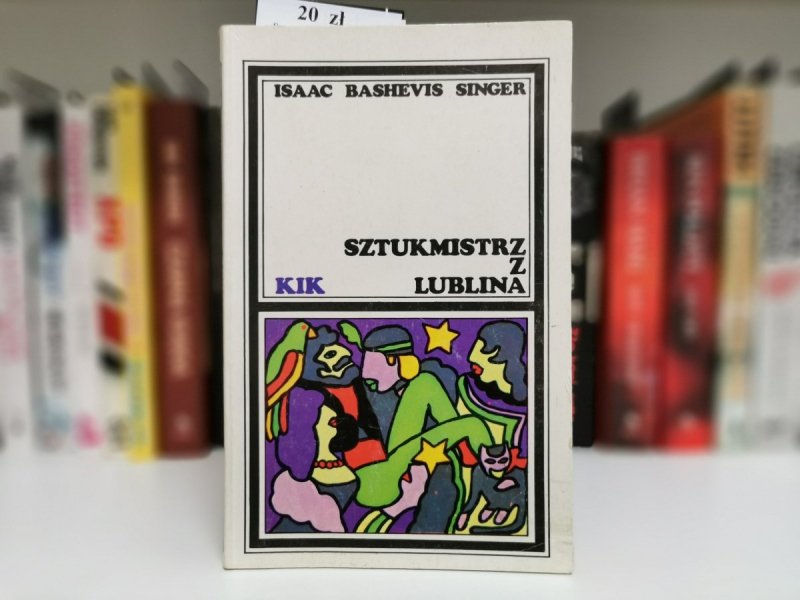 20 zł
ISAAC BASHEVIS SINGER
SZTUKMISTRZ
Z
KIK LUBLINA